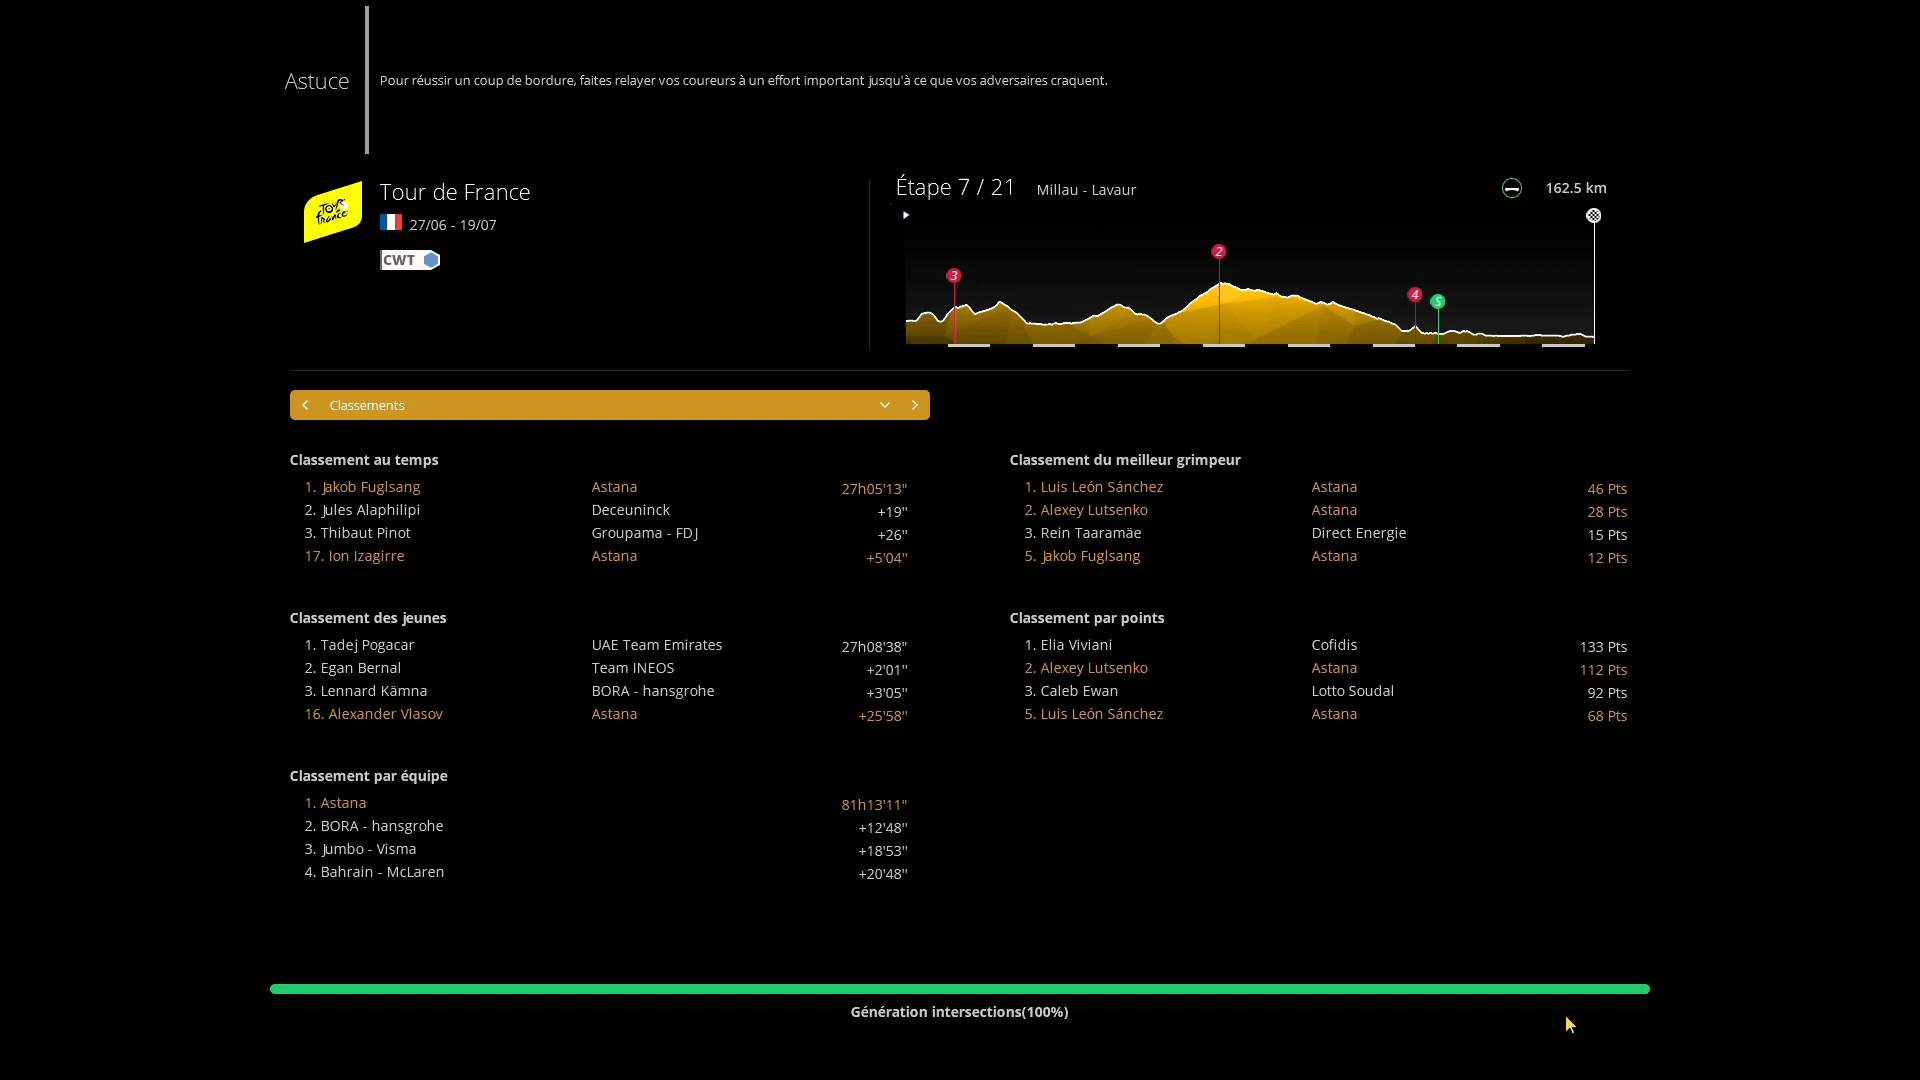 Astuce
Pour réussir un coup de bordure, faites relayer vos coureurs à un effort important jusqu'à ce que vos adversaires craquent.
TOUR
france
Tour de France
27/06 - 19/07
CWT
Étape 7 / 21
Millau - Lavaur
162.5 km
3
2
4
S
Classements
Classement au temps
1. Jakob Fuglsang Astana 27h05'13"
2. Jules Alaphilipi Deceuninck +19"
3. Thibaut Pinot Groupama - FDJ +26"
17. Ion Izagirre Astana +5'04"
Classement du meilleur grimpeur
1. Luis León Sánchez Astana 46 Pts
2. Alexey Lutsenko Astana 28 Pts
3. Rein Taaramäe Direct Energie 15 Pts
5. Jakob Fuglsang Astana 12 Pts
Classement des jeunes
1. Tadej Pogacar UAE Team Emirates 27h08'38"
2. Egan Bernal Team INEOS +2'01"
3. Lennard Kämna BORA - hansgrohe +3'05"
16. Alexander Vlasov Astana +25'58"
Classement par points
1. Elia Viviani Cofidis 133 Pts
2. Alexey Lutsenko Astana 112 Pts
3. Caleb Ewan Lotto Soudal 92 Pts
5. Luis León Sánchez Astana 68 Pts
Classement par équipe
1. Astana 81h13'11"
2. BORA - hansgrohe +12'48"
3. Jumbo - Visma +18'53"
4. Bahrain - McLaren +20'48"
Génération intersections(100%)